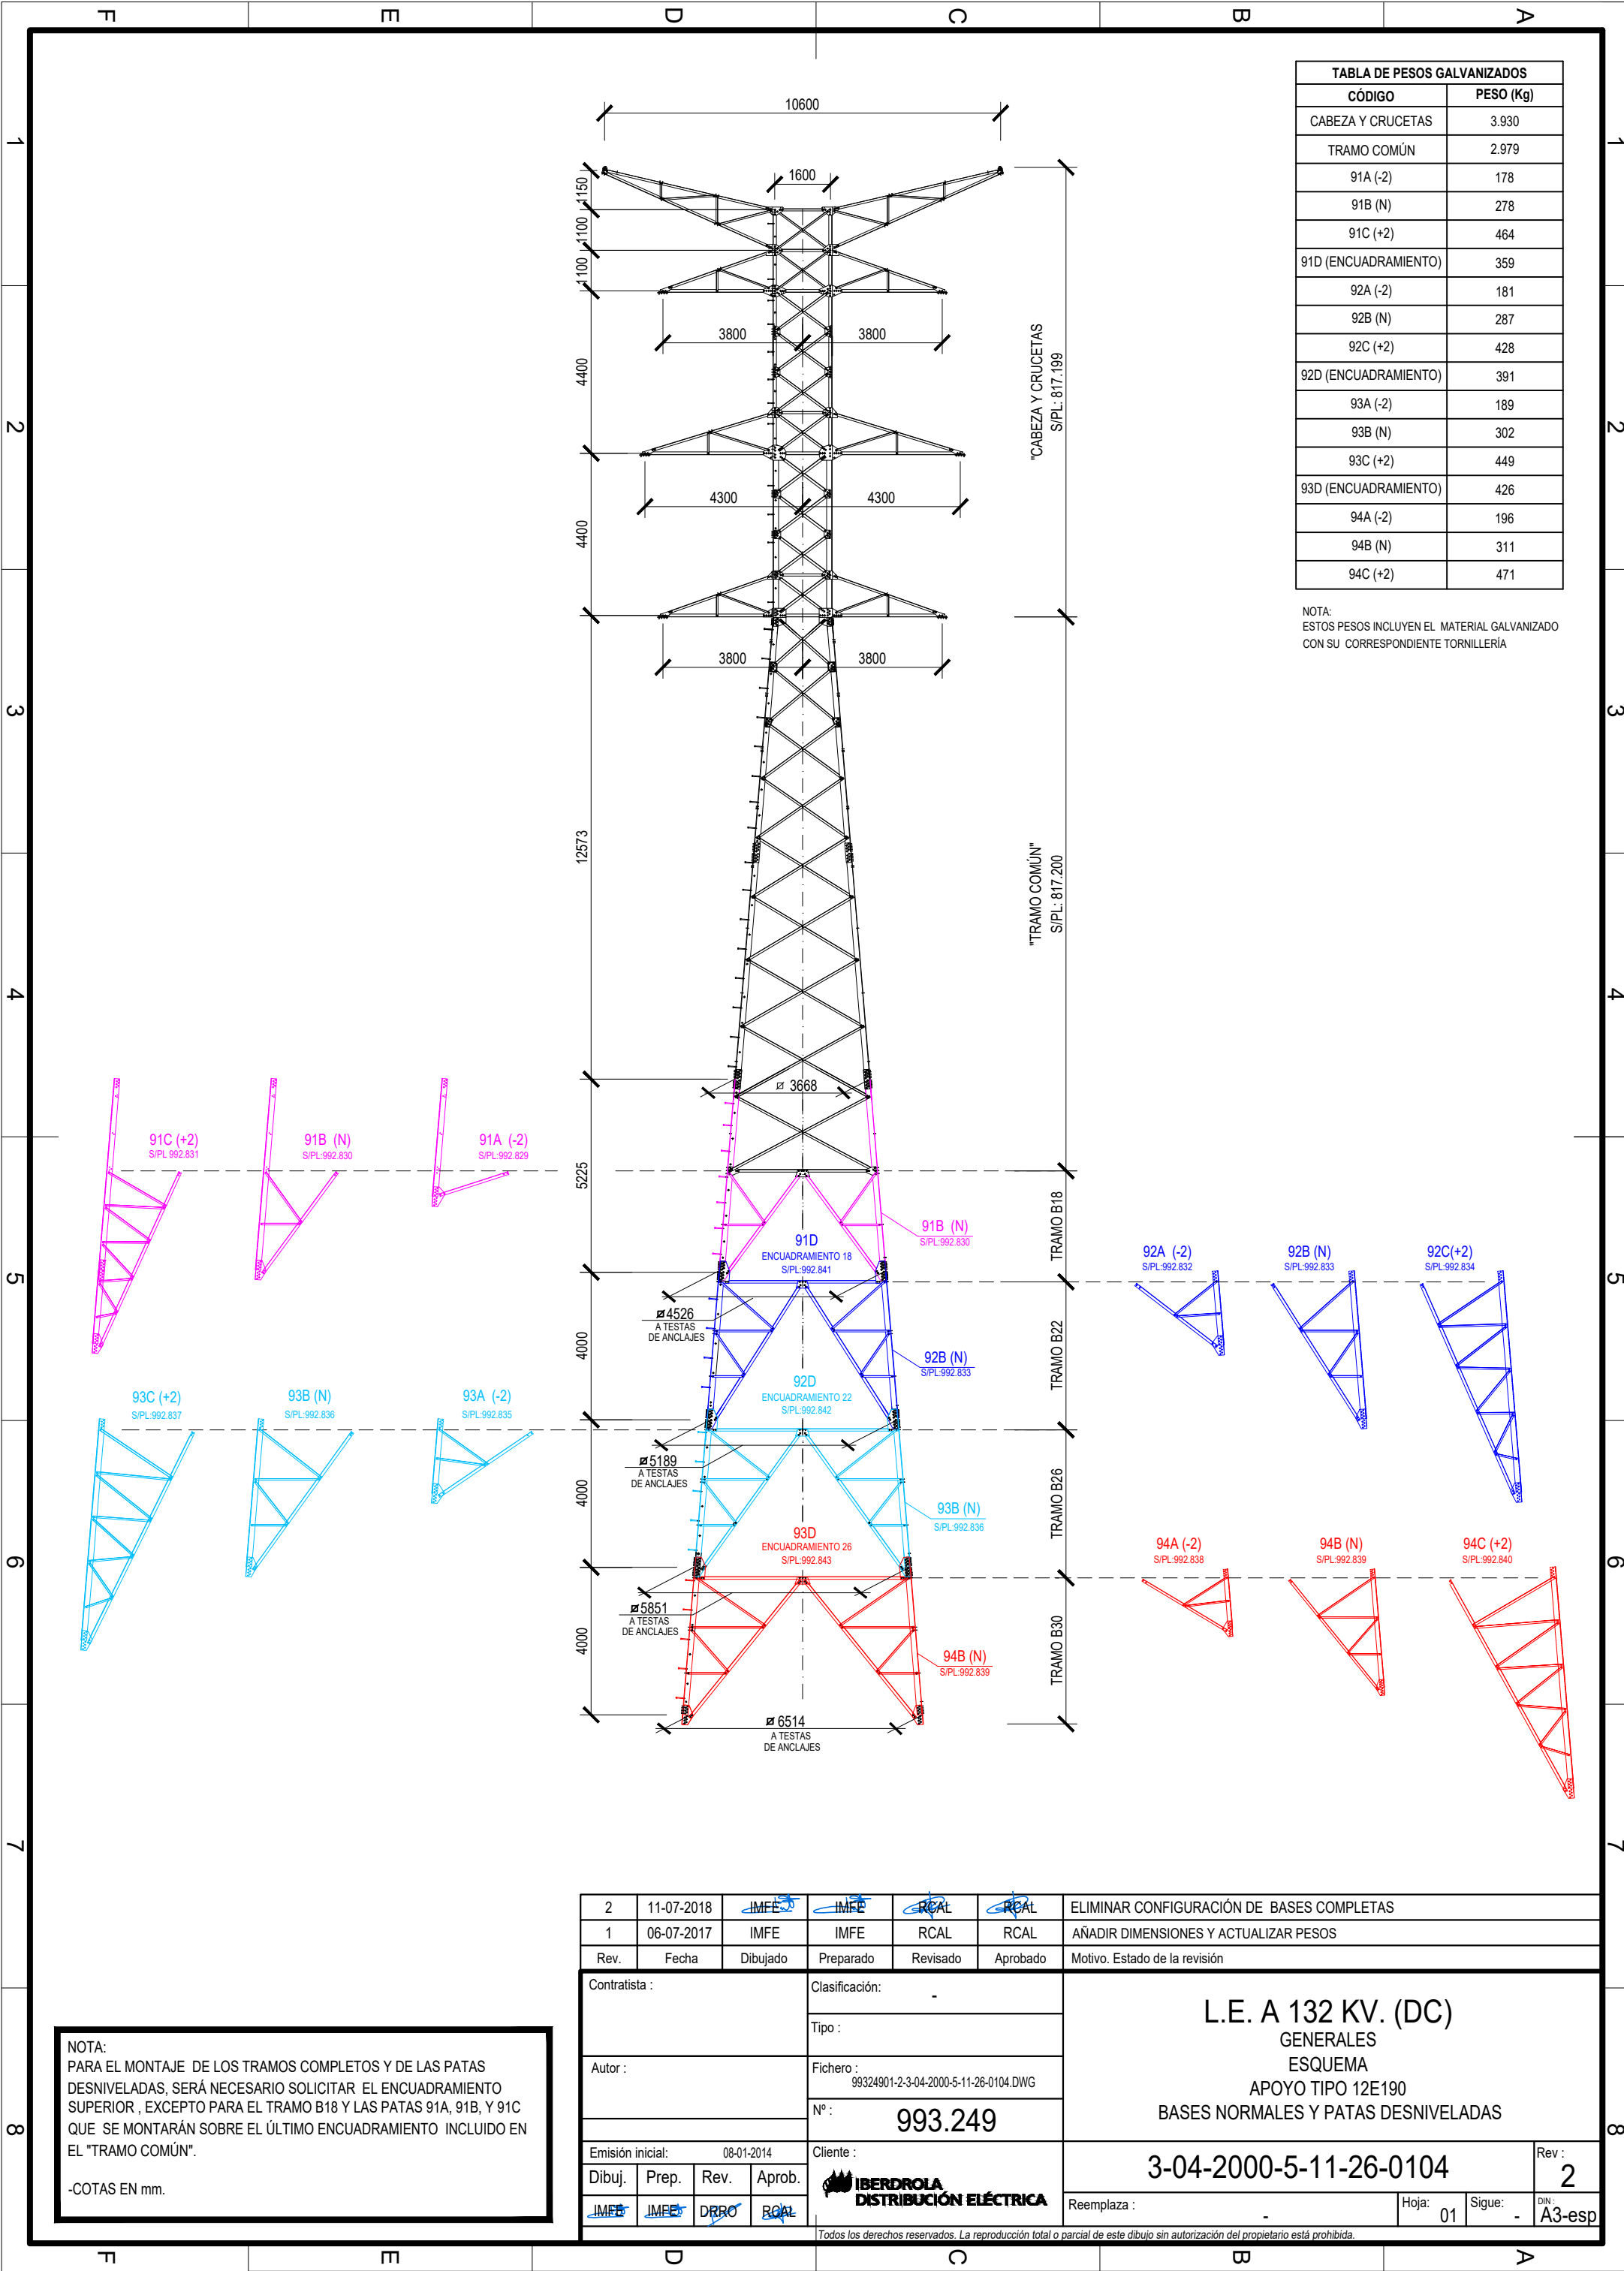 F E D C B A
TABLA DE PESOS GALVANIZADOS
CÓDIGO PESO (Kg)
CABEZA Y CRUCETAS 3.930
TRAMO COMÚN 2.979
91A (-2) 178
91B (N) 278
91C (+2) 464
91D (ENCUADRAMIENTO) 359
92A (-2) 181
92B (N) 287
92C (+2) 428
92D (ENCUADRAMIENTO) 391
93A (-2) 189
93B (N) 302
93C (+2) 449
93D (ENCUADRAMIENTO) 426
94A (-2) 196
94B (N) 311
94C (+2) 471
NOTA:
ESTOS PESOS INCLUYEN EL MATERIAL GALVANIZADO
CON SU CORRESPONDIENTE TORNILLERÍA
1 1
2 2
3 3
4 4
5 5
6 6
7 7
8 8
10600
1600
1150
1100
1100
4400
4400
12573
5225
4000
4000
4000
3800 3800
4300 4300
3800 3800
"CABEZA Y CRUCETAS
S/PL: 817.199
"TRAMO COMÚN"
S/PL: 817.200
TRAMO B18
TRAMO B22
TRAMO B26
TRAMO B30
3668
91C (+2)
S/PL 992.831
91B (N)
S/PL:992.830
91A (-2)
S/PL:992.829
91B (N)
S/PL:992.830
91D
ENCUADRAMIENTO 18
S/PL:992.841
4526
A TESTAS
DE ANCLAJES
92A (-2)
S/PL:992.832
92B (N)
S/PL:992.833
92C(+2)
S/PL:992.834
92B (N)
S/PL:992.833
92D
ENCUADRAMIENTO 22
S/PL:992.842
93C (+2)
S/PL:992.837
93B (N)
S/PL:992.836
93A (-2)
S/PL:992.835
5189
A TESTAS
DE ANCLAJES
93B (N)
S/PL:992.836
93D
ENCUADRAMIENTO 26
S/PL:992.843
94A (-2)
S/PL:992.838
94B (N)
S/PL:992.839
94C (+2)
S/PL:992.840
5851
A TESTAS
DE ANCLAJES
94B (N)
S/PL:992.839
6514
A TESTAS
DE ANCLAJES
2 11-07-2018 IMFE IMFE RCAL RCAL ELIMINAR CONFIGURACIÓN DE BASES COMPLETAS
1 06-07-2017 IMFE IMFE RCAL RCAL AÑADIR DIMENSIONES Y ACTUALIZAR PESOS
Rev. Fecha Dibujado Preparado Revisado Aprobado Motivo. Estado de la revisión
Contratista :
Clasificación: -
Tipo :
Autor :
Fichero :
99324901-2-3-04-2000-5-11-26-0104.DWG
Nº : 993.249
L.E. A 132 KV. (DC)
GENERALES
ESQUEMA
APOYO TIPO 12E190
BASES NORMALES Y PATAS DESNIVELADAS
Emisión inicial: 08-01-2014
Dibuj. Prep. Rev. Aprob.
IMFE IMFE DRRO RCAL
Cliente :
IBERDROLA
DISTRIBUCIÓN ELÉCTRICA
3-04-2000-5-11-26-0104
Rev : 2
Reemplaza : -
Hoja: 01
Sigue: -
DIN : A3-esp
Todos los derechos reservados. La reproducción total o parcial de este dibujo sin autorización del propietario está prohibida.
NOTA:
PARA EL MONTAJE DE LOS TRAMOS COMPLETOS Y DE LAS PATAS
DESNIVELADAS, SERÁ NECESARIO SOLICITAR EL ENCUADRAMIENTO
SUPERIOR , EXCEPTO PARA EL TRAMO B18 Y LAS PATAS 91A, 91B, Y 91C
QUE SE MONTARÁN SOBRE EL ÚLTIMO ENCUADRAMIENTO INCLUIDO EN
EL "TRAMO COMÚN".
-COTAS EN mm.
F E D C B A